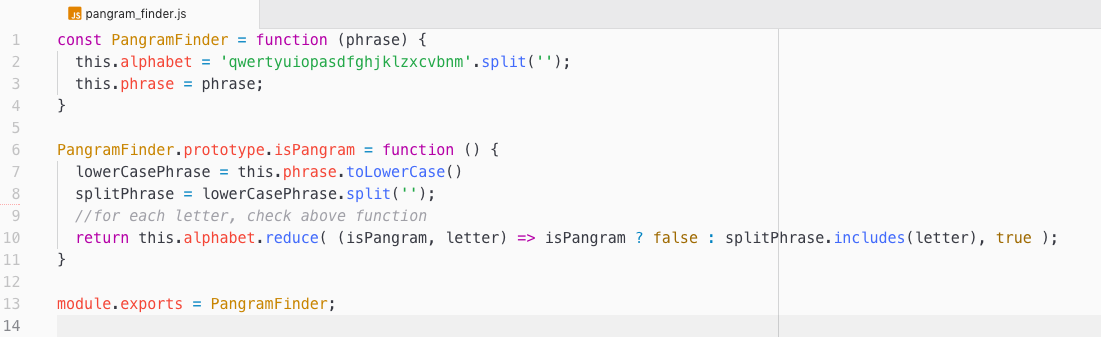 JS pangram_finder.js
1 const PangramFinder = function (phrase) {
2 this.alphabet = 'qwertyuiopasdfghjklzxcvbnm'.split('');
3 this.phrase = phrase;
4 }
5
6 PangramFinder.prototype.isPangram = function () {
7 lowerCasePhrase = this.phrase.toLowerCase()
8 splitPhrase = lowerCasePhrase.split('');
9 //for each letter, check above function
10 return this.alphabet.reduce( (isPangram, letter) => isPangram ? false : splitPhrase.includes(letter), true );
11 }
12
13 module.exports = PangramFinder;
14